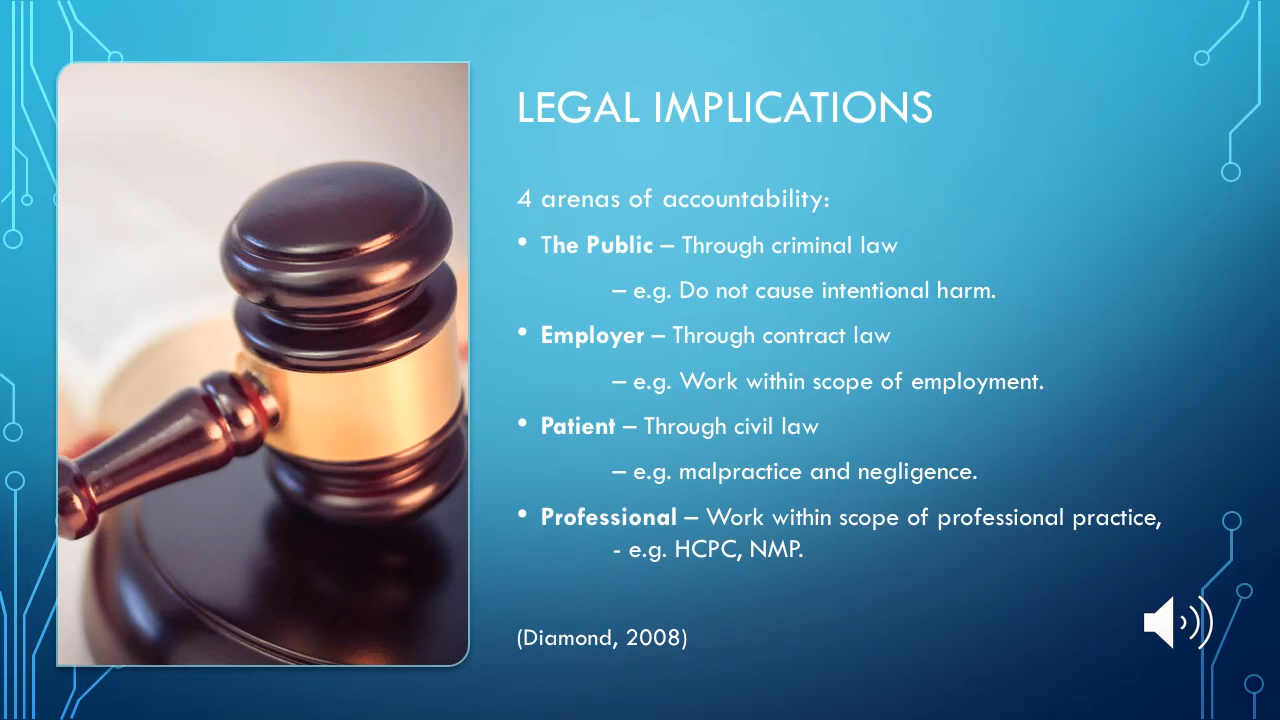 LEGAL IMPLICATIONS
4 arenas of accountability:
• The Public – Through criminal law
– e.g. Do not cause intentional harm.
• Employer – Through contract law
– e.g. Work within scope of employment.
• Patient – Through civil law
– e.g. malpractice and negligence.
• Professional – Work within scope of professional practice,
- e.g. HCPC, NMP.
(Diamond, 2008)